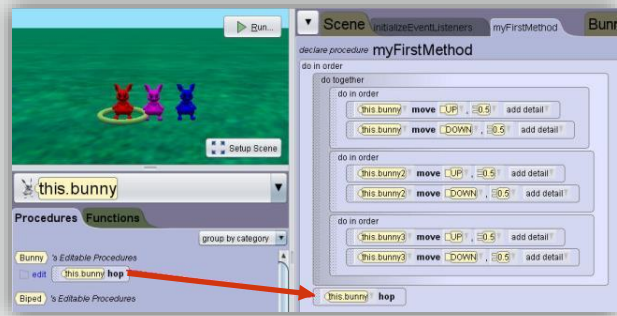 Run...
Setup Scene
this.bunny
Procedures Functions
group by category
Bunny 's Editable Procedures
edit this.bunny hop
Biped 's Editable Procedures
Scene initializeEventListeners myFirstMethod Bunn
declare procedure myFirstMethod
do in order
do together
do in order
this.bunny move UP , 0.5 add detail
this.bunny move DOWN , 0.5 add detail
do in order
this.bunny2 move UP , 0.5 add detail
this.bunny2 move DOWN , 0.5 add detail
do in order
this.bunny3 move UP , 0.5 add detail
this.bunny3 move DOWN , 0.5 add detail
this.bunny hop